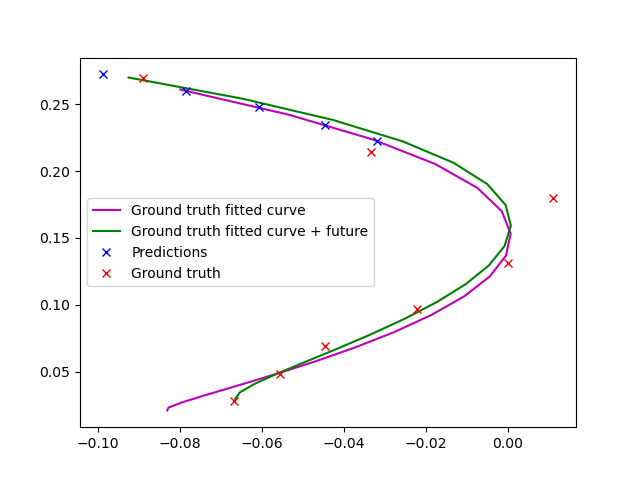 0.25
0.20
0.15
0.10
0.05
Ground truth fitted curve
Ground truth fitted curve + future
Predictions
Ground truth
−0.10 −0.08 −0.06 −0.04 −0.02 0.00